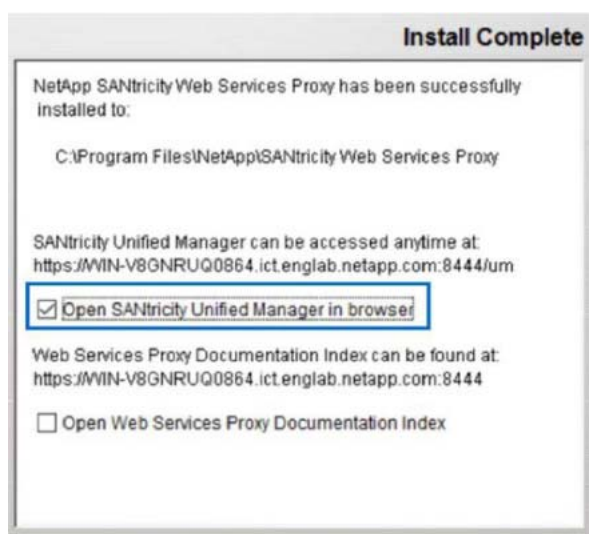 Install Complete
NetApp SANtricity Web Services Proxy has been successfully
installed to:
C:\Program Files\NetApp\SANtricity Web Services Proxy
SANtricity Unified Manager can be accessed anytime at:
https://WIN-V8GNRUQ0864.ict.englab.netapp.com:8444/um
Open SANtricity Unified Manager in browser
Web Services Proxy Documentation Index can be found at:
https://WIN-V8GNRUQ0864.ict.englab.netapp.com:8444
Open Web Services Proxy Documentation Index